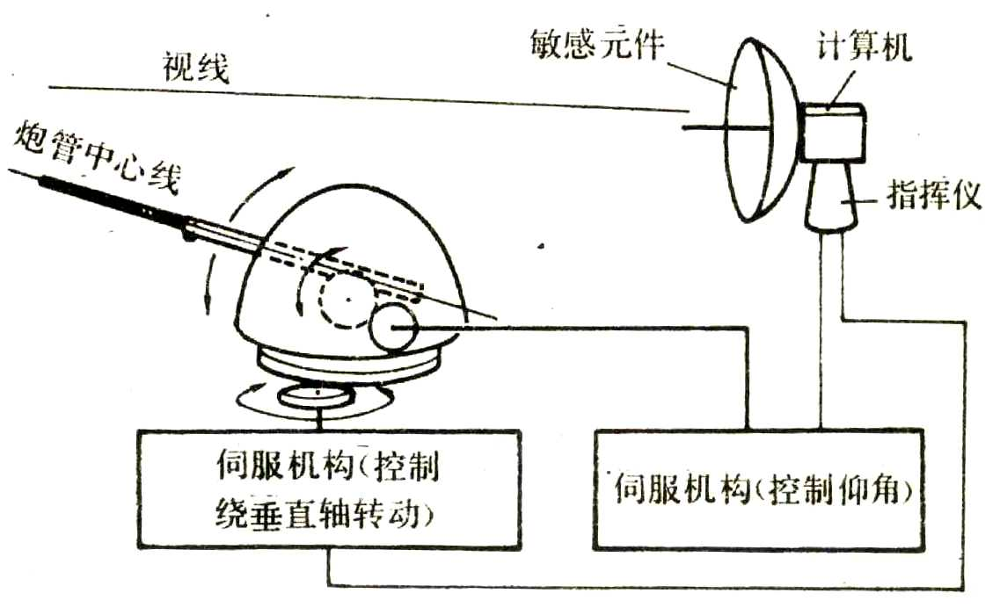 敏感元件
计算机
视线
炮管中心线
指挥仪
伺服机构(控制
绕垂直轴转动)
伺服机构(控制仰角)